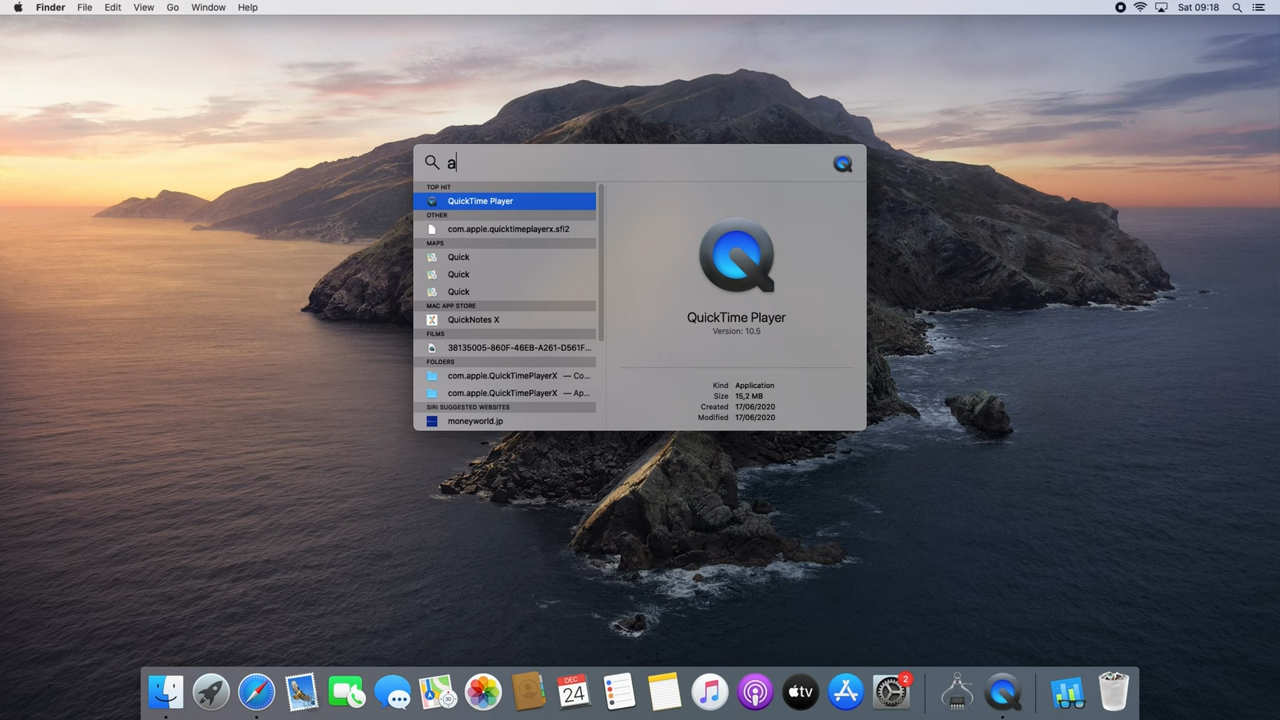 Finder File Edit View Go Window Help Sat 09:18
a
TOP HIT
QuickTime Player
OTHER
com.apple.quicktimeplayerx.sfl2
MAPS
Quick
Quick
Quick
MAC APP STORE
QuickNotes X
FILMS
38135005-860F-46EB-A261-D561F...
FOLDERS
com.apple.QuickTimePlayerX — Co...
com.apple.QuickTimePlayerX — Ap...
SIRI SUGGESTED WEBSITES
moneyworld.jp
QuickTime Player
Version: 10.5
Kind Application
Size 15,2 MB
Created 17/06/2020
Modified 17/06/2020
DEC
24
tv
2